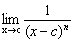 lim x→c 1/(x − c)ⁿ